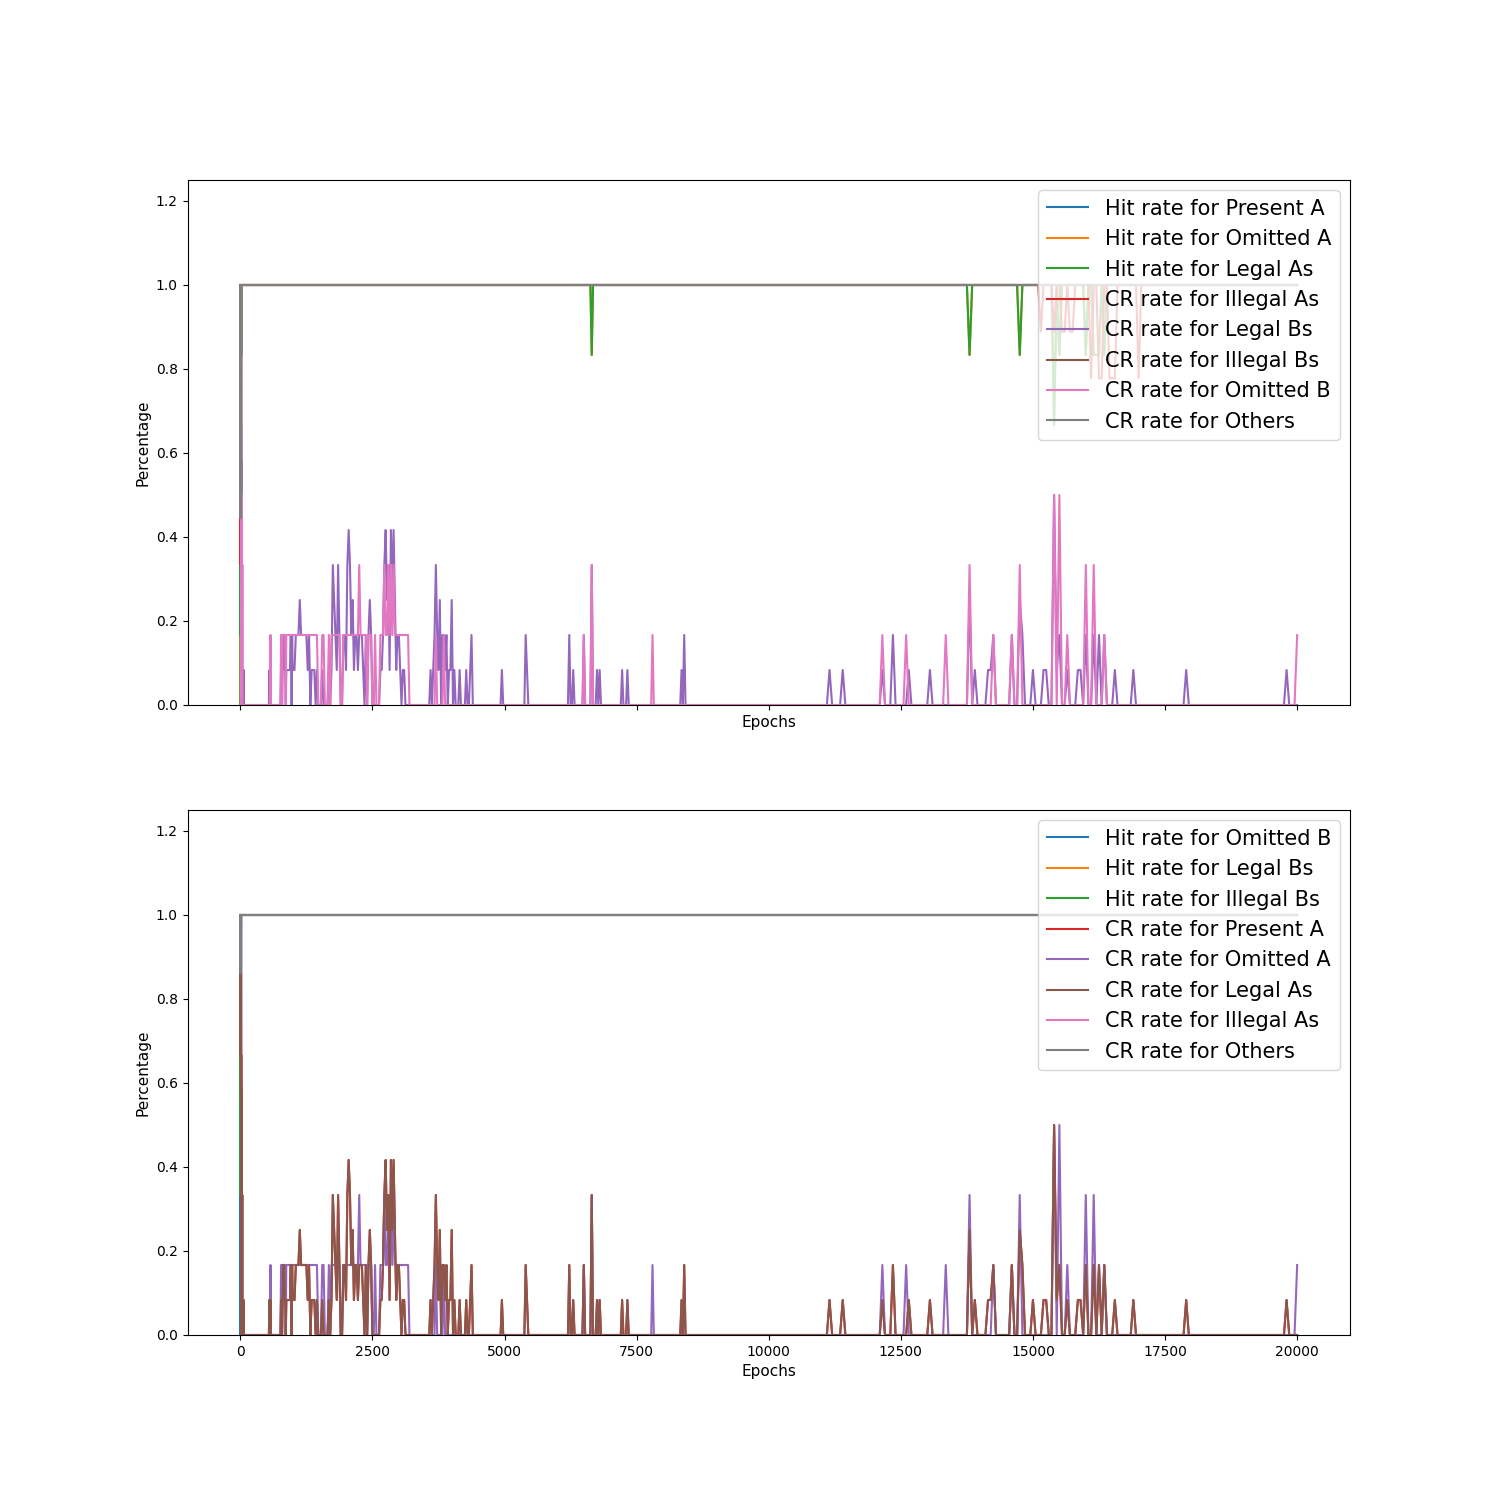 1.2
1.0
0.8
0.6
0.4
0.2
0.0
Percentage
Epochs
Hit rate for Present A
Hit rate for Omitted A
Hit rate for Legal As
CR rate for Illegal As
CR rate for Legal Bs
CR rate for Illegal Bs
CR rate for Omitted B
CR rate for Others
1.2
1.0
0.8
0.6
0.4
0.2
0.0
Percentage
0 2500 5000 7500 10000 12500 15000 17500 20000
Epochs
Hit rate for Omitted B
Hit rate for Legal Bs
Hit rate for Illegal Bs
CR rate for Present A
CR rate for Omitted A
CR rate for Legal As
CR rate for Illegal As
CR rate for Others